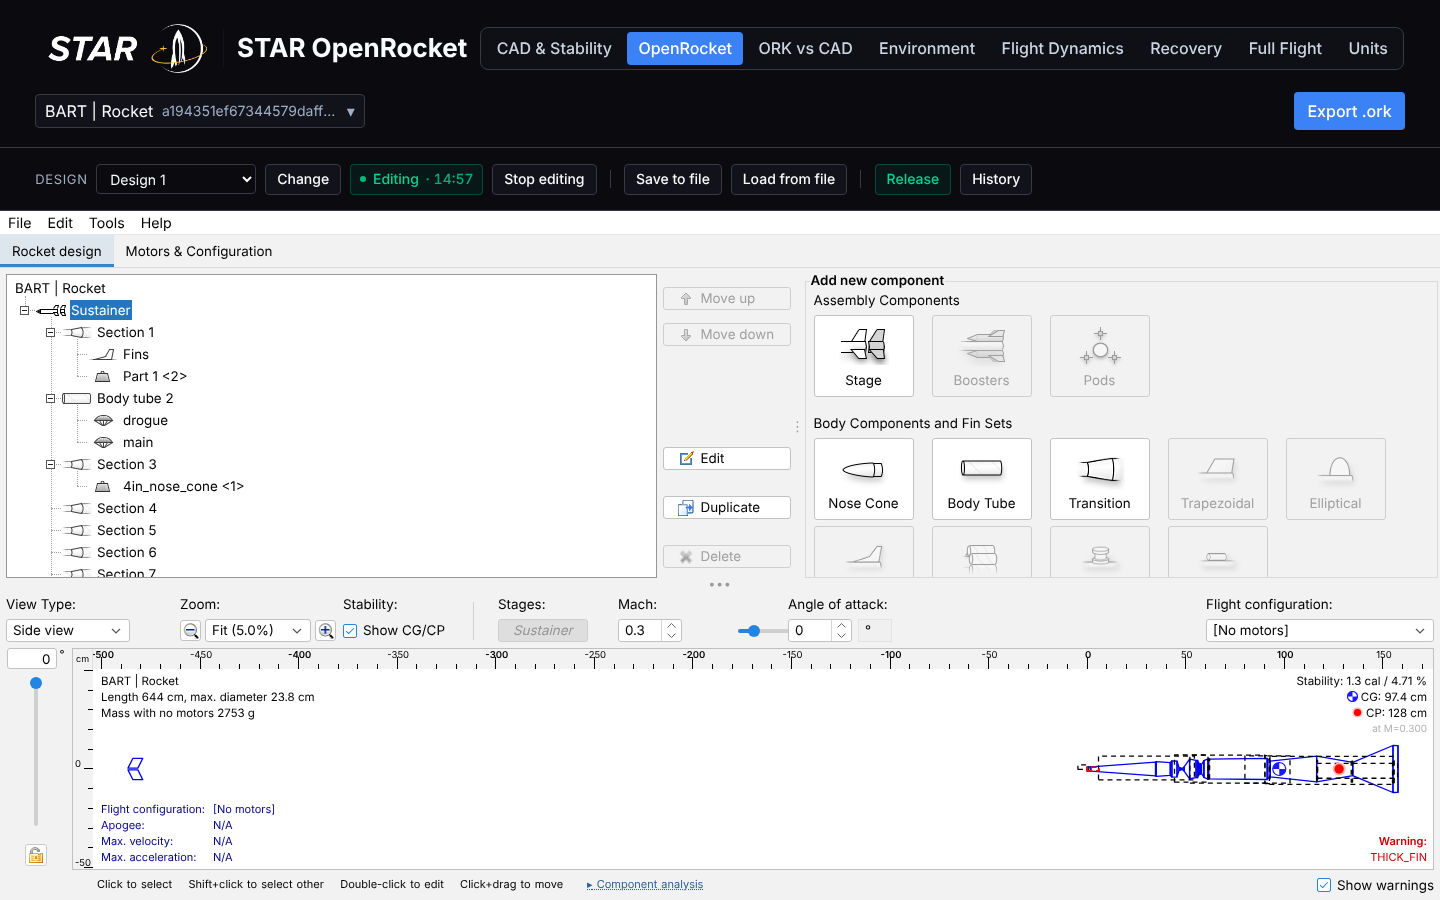 STAR
STAR OpenRocket
CAD & Stability
OpenRocket
ORK vs CAD
Environment
Flight Dynamics
Recovery
Full Flight
Units
BART | Rocket a194351ef67344579daff... ▾
Export .ork
DESIGN
Design 1
Change
Editing · 14:57
Stop editing
Save to file
Load from file
Release
History
File Edit Tools Help
Rocket design
Motors & Configuration
BART | Rocket
Sustainer
Section 1
Fins
Part 1 <2>
Body tube 2
drogue
main
Section 3
4in_nose_cone <1>
Section 4
Section 5
Section 6
Section 7
Move up
Move down
Edit
Duplicate
Delete
Add new component
Assembly Components
Stage
Boosters
Pods
Body Components and Fin Sets
Nose Cone
Body Tube
Transition
Trapezoidal
Elliptical
View Type:
Side view
Zoom:
Fit (5.0%)
Stability:
Show CG/CP
Stages:
Sustainer
Mach:
0.3
Angle of attack:
0
°
Flight configuration:
[No motors]
0 °
cm
-500 -450 -400 -350 -300 -250 -200 -150 -100 -50 0 50 100 150
0
-50
BART | Rocket
Length 644 cm, max. diameter 23.8 cm
Mass with no motors 2753 g
Stability: 1.3 cal / 4.71 %
CG: 97.4 cm
CP: 128 cm
at M=0.300
Flight configuration: [No motors]
Apogee: N/A
Max. velocity: N/A
Max. acceleration: N/A
Warning:
THICK_FIN
Click to select
Shift+click to select other
Double-click to edit
Click+drag to move
▸ Component analysis
Show warnings